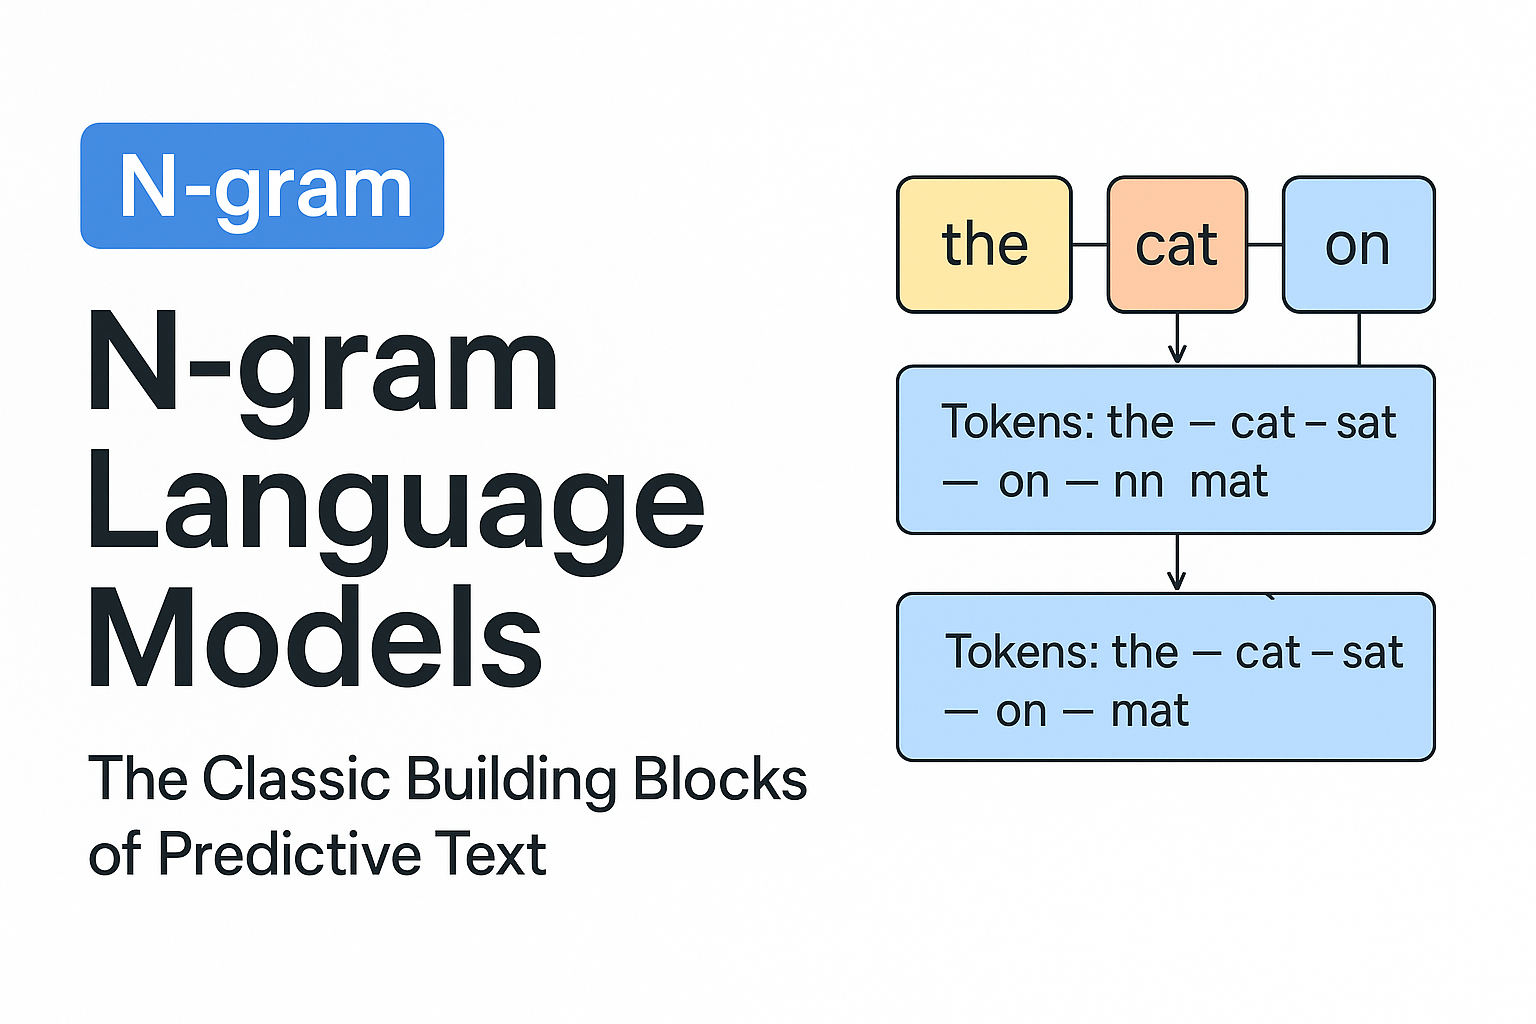 N-gram
N-gram
Language
Models
The Classic Building Blocks
of Predictive Text
the
cat
on
Tokens: the – cat – sat
– on – nn mat
Tokens: the – cat – sat
– on – mat